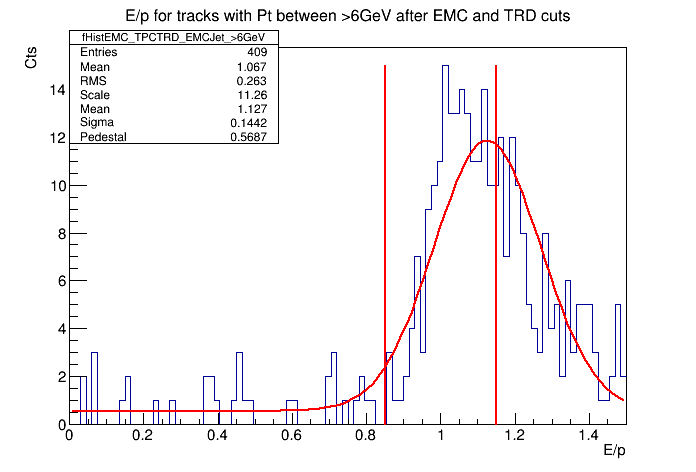 E/p for tracks with Pt between >6GeV after EMC and TRD cuts
fHistEMC_TPCTRD_EMCJet_>6GeV
Entries 409
Mean 1.067
RMS 0.263
Scale 11.26
Mean 1.127
Sigma 0.1442
Pedestal 0.5687
Cts
14
12
10
8
6
4
2
0
0 0.2 0.4 0.6 0.8 1 1.2 1.4
E/p